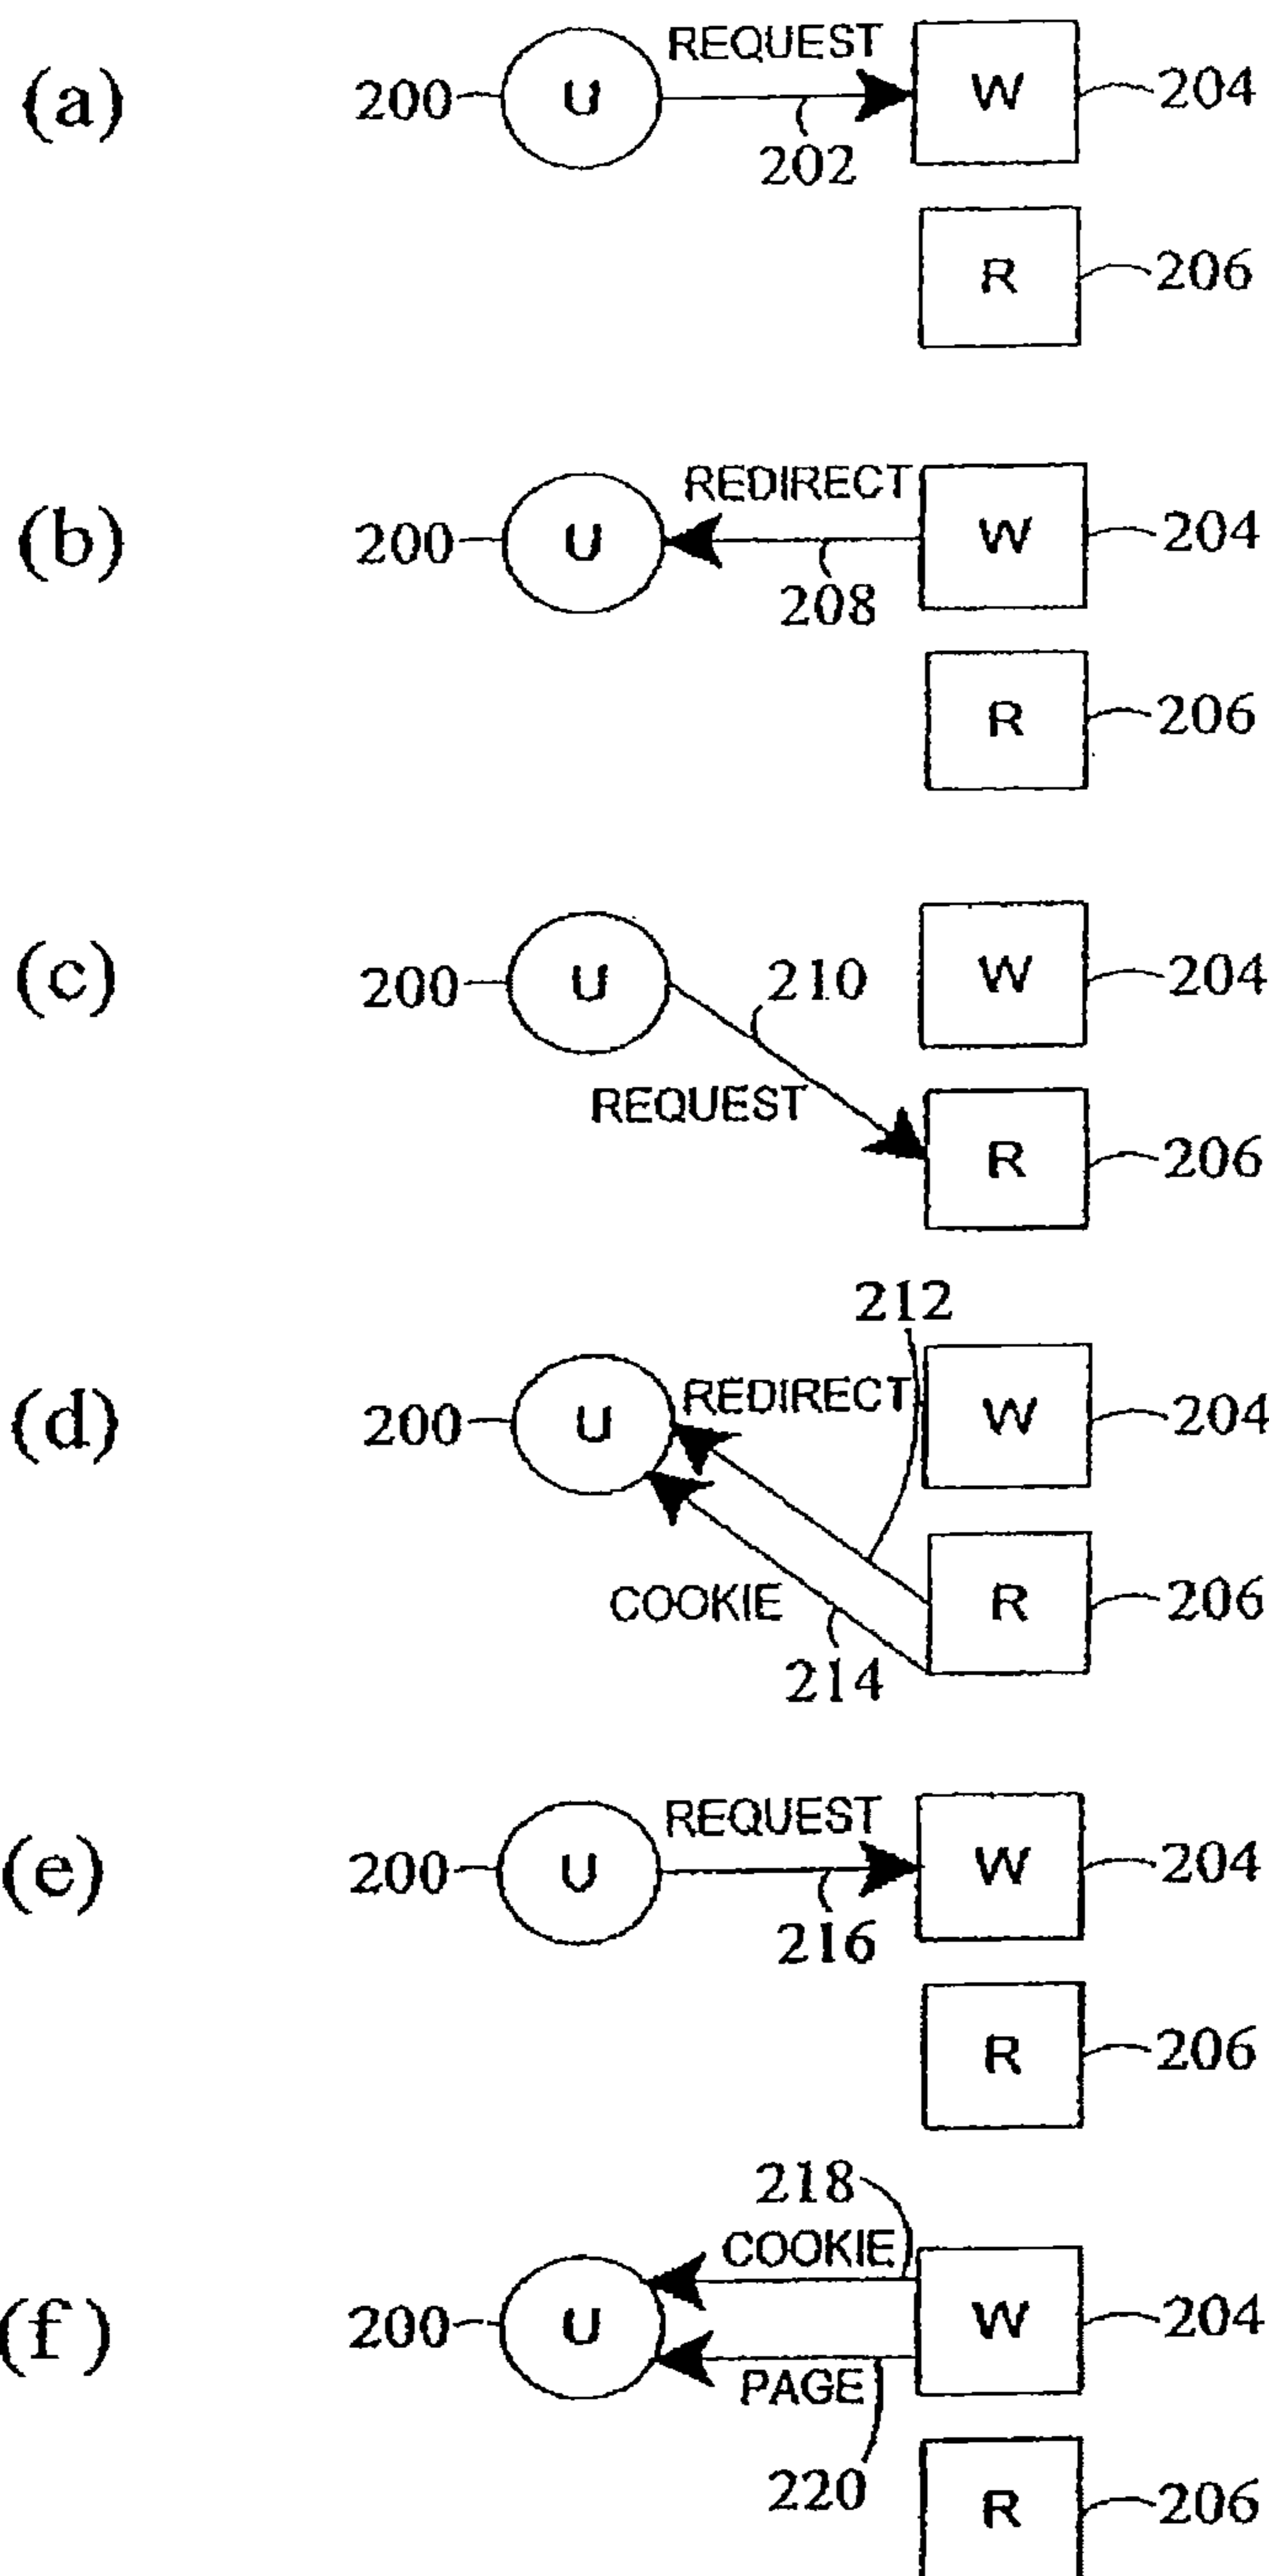 (a) 200 U REQUEST 202 W 204
R 206
(b) 200 U REDIRECT 208 W 204
R 206
(c) 200 U 210 REQUEST W 204
R 206
212
(d) 200 U REDIRECT W 204
COOKIE 214 R 206
(e) 200 U REQUEST 216 W 204
R 206
218
(f) 200 U COOKIE W 204
PAGE
220 R 206